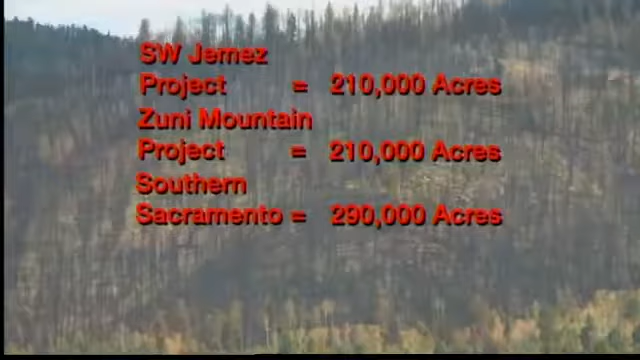 SW Jemez
Project = 210,000 Acres
Zuni Mountain
Project = 210,000 Acres
Southern
Sacramento = 290,000 Acres